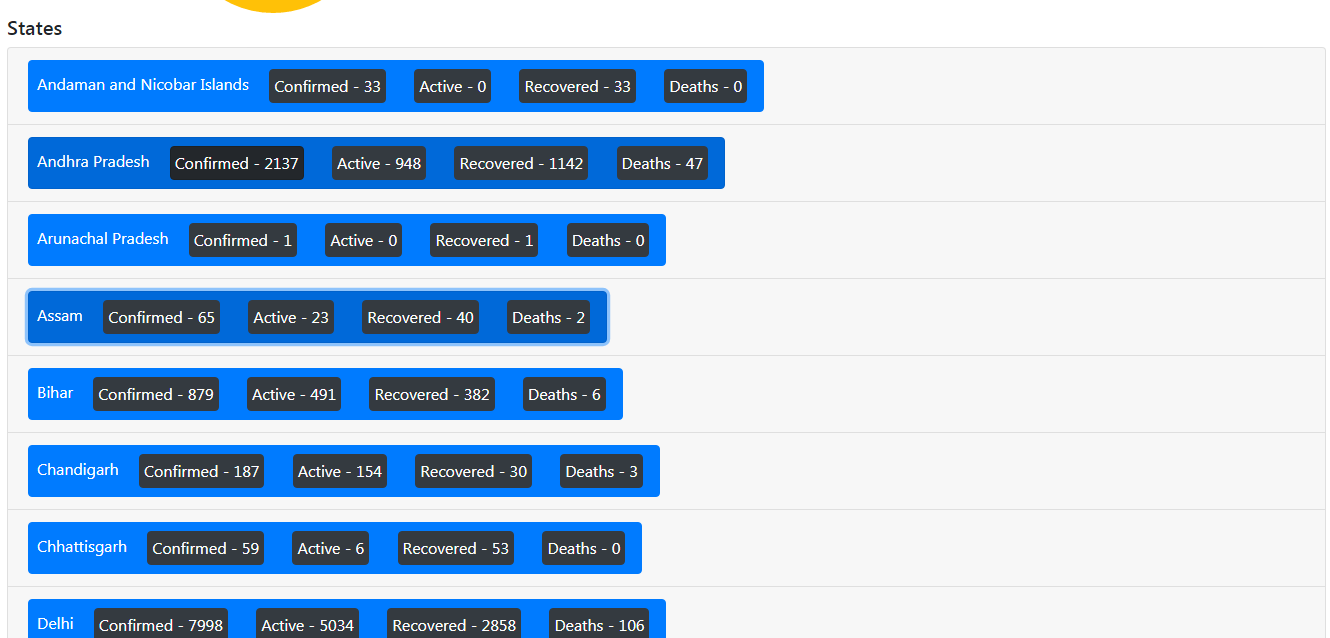 States
Andaman and Nicobar Islands Confirmed - 33 Active - 0 Recovered - 33 Deaths - 0
Andhra Pradesh Confirmed - 2137 Active - 948 Recovered - 1142 Deaths - 47
Arunachal Pradesh Confirmed - 1 Active - 0 Recovered - 1 Deaths - 0
Assam Confirmed - 65 Active - 23 Recovered - 40 Deaths - 2
Bihar Confirmed - 879 Active - 491 Recovered - 382 Deaths - 6
Chandigarh Confirmed - 187 Active - 154 Recovered - 30 Deaths - 3
Chhattisgarh Confirmed - 59 Active - 6 Recovered - 53 Deaths - 0
Delhi Confirmed - 7998 Active - 5034 Recovered - 2858 Deaths - 106